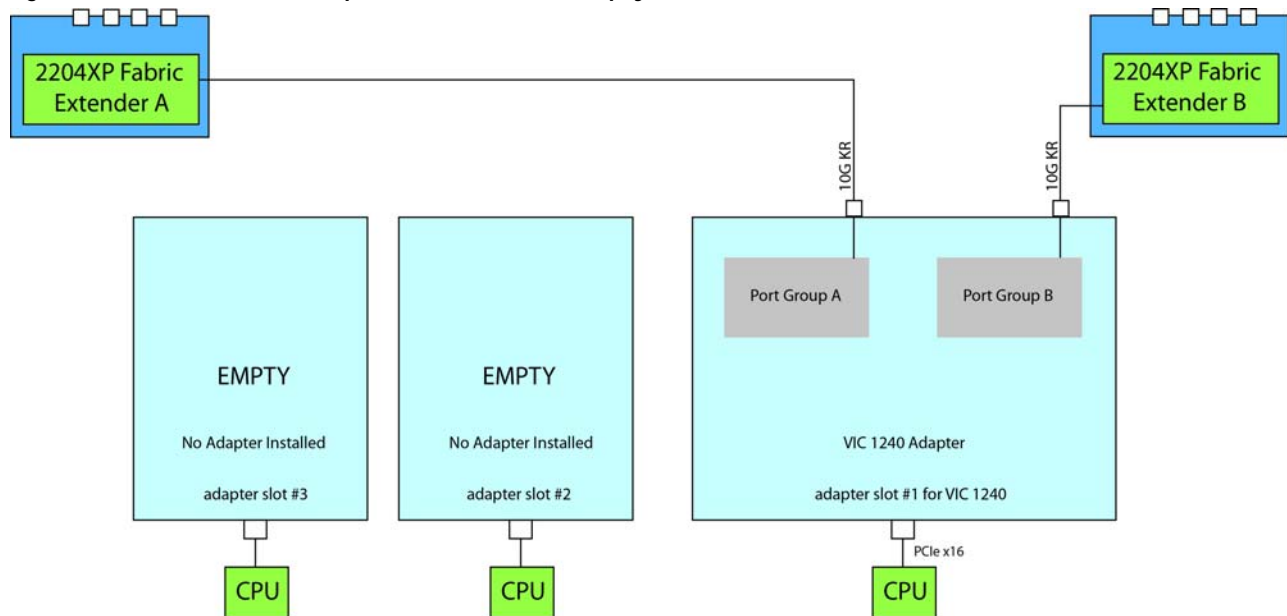 2204XP Fabric
Extender A
2204XP Fabric
Extender B
10G KR
10G KR
Port Group A
Port Group B
EMPTY
EMPTY
No Adapter Installed
No Adapter Installed
VIC 1240 Adapter
adapter slot #3
adapter slot #2
adapter slot #1 for VIC 1240
PCIe x16
CPU
CPU
CPU